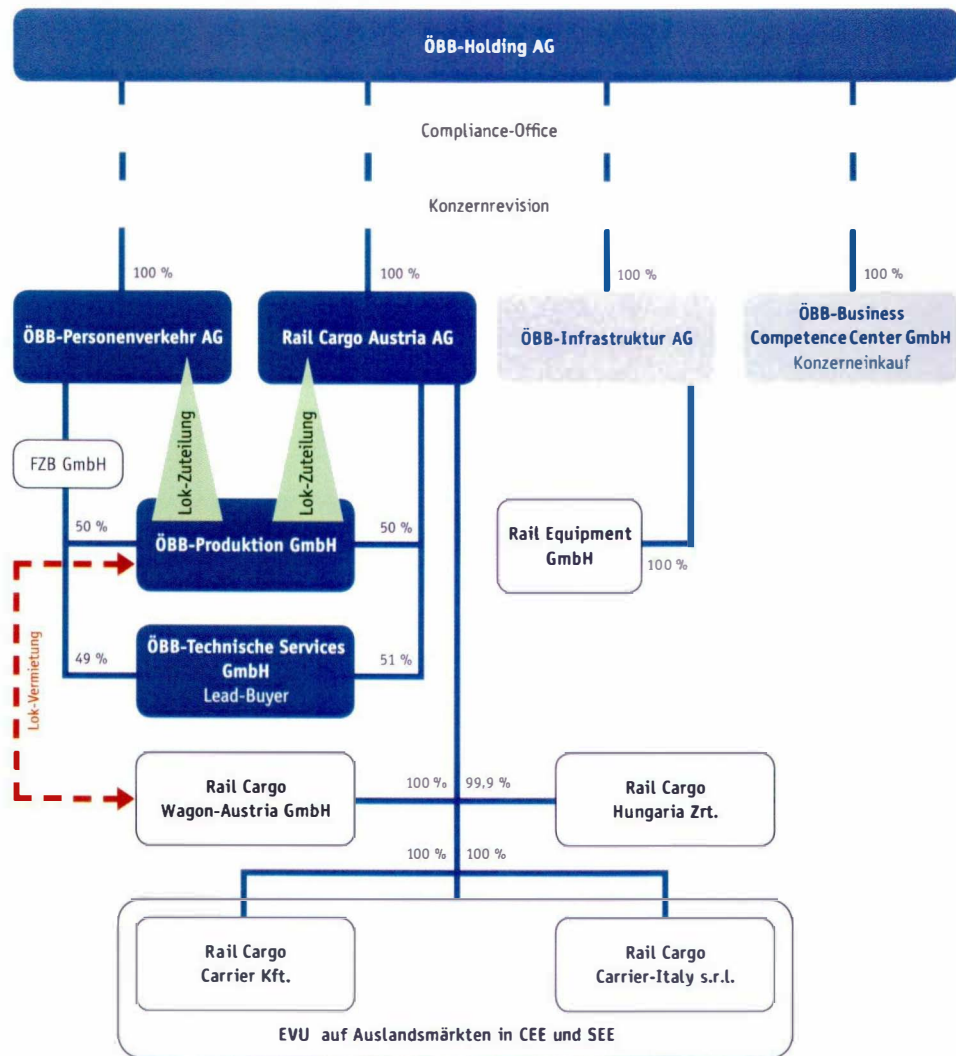 ÖBB-Holding AG
Compliance-Office
Konzernrevision
100 %
100 %
100 %
100 %
ÖBB-Personenverkehr AG
Rail Cargo Austria AG
ÖBB-Infrastruktur AG
ÖBB-Business
Competence Center GmbH
Konzerneinkauf
Lok-Zuteilung
Lok-Zuteilung
FZB GmbH
50 %
ÖBB-Produktion GmbH
50 %
Rail Equipment
GmbH
100 %
Lok-Vermietung
49 %
ÖBB-Technische Services
GmbH
Lead-Buyer
51 %
Rail Cargo
Wagon-Austria GmbH
100 %
99,9 %
Rail Cargo
Hungaria Zrt.
100 %
100 %
Rail Cargo
Carrier Kft.
Rail Cargo
Carrier-Italy s.r.l.
EVU auf Auslandsmärkten in CEE und SEE